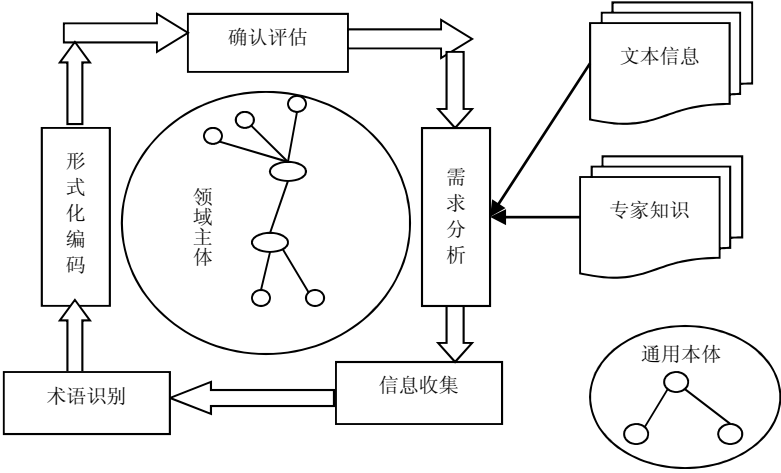 确认评估
文本信息
形式化编码
领域主体
需求分析
专家知识
通用本体
术语识别
信息收集